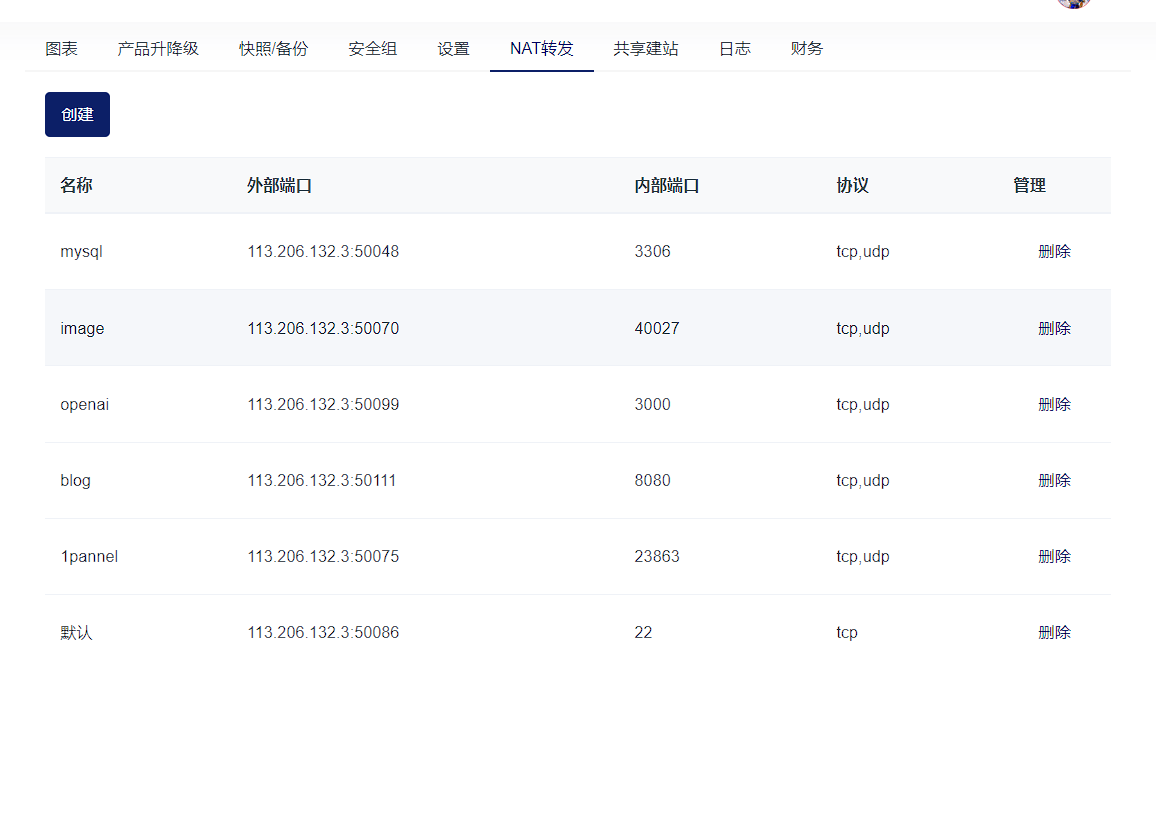 图表 产品升降级 快照/备份 安全组 设置 NAT转发 共享建站 日志 财务
创建
名称 外部端口 内部端口 协议 管理
mysql 113.206.132.3:50048 3306 tcp,udp 删除
image 113.206.132.3:50070 40027 tcp,udp 删除
openai 113.206.132.3:50099 3000 tcp,udp 删除
blog 113.206.132.3:50111 8080 tcp,udp 删除
1pannel 113.206.132.3:50075 23863 tcp,udp 删除
默认 113.206.132.3:50086 22 tcp 删除